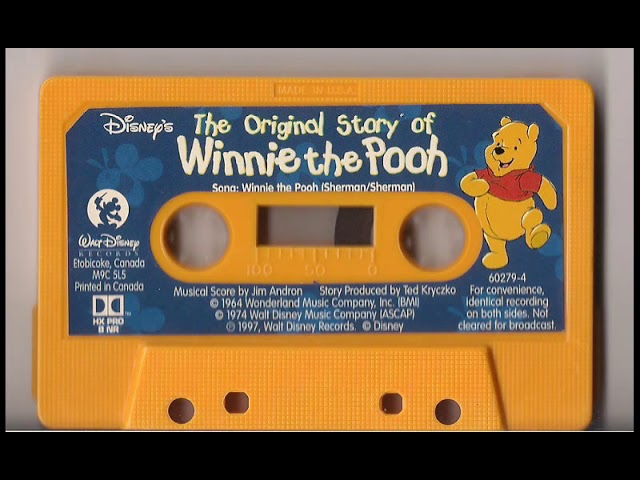 MADE IN U.S.A.
Disney's
The Original Story of
Winnie the Pooh
Song: Winnie the Pooh (Sherman/Sherman)
Walt Disney
RECORDS
Etobicoke, Canada
M9C 5L5
Printed in Canada
DOLBY
HX PRO
B NR
100 50 0
Musical Score by Jim Andron Story Produced by Ted Kryczko
© 1964 Wonderland Music Company, Inc. (BMI)
© 1974 Walt Disney Music Company (ASCAP)
℗ 1997, Walt Disney Records. © Disney
60279-4
For convenience,
identical recording
on both sides. Not
cleared for broadcast.